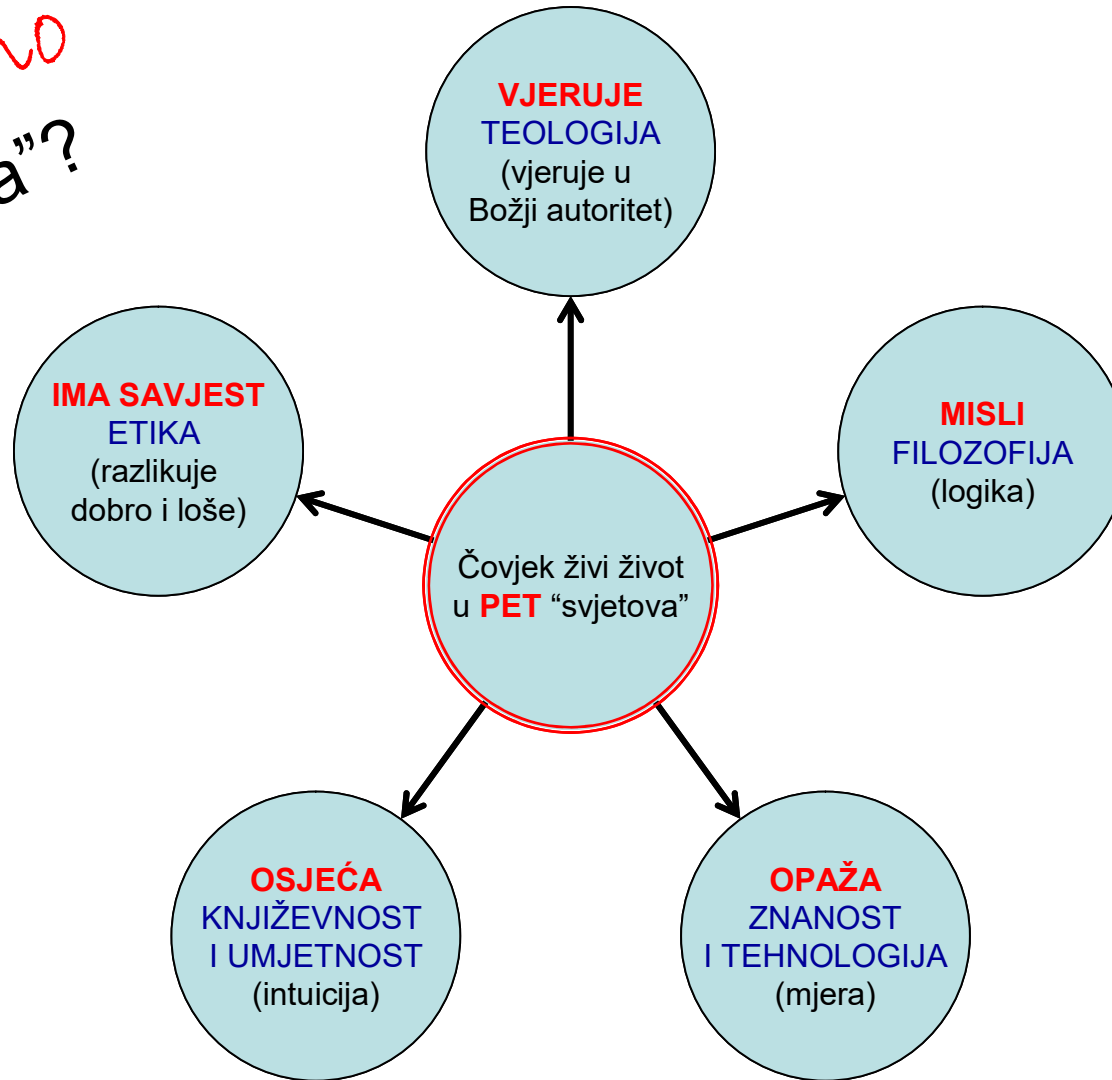 VJERUJE
TEOLOGIJA
(vjeruje u
Božji autoritet)
IMA SAVJEST
ETIKA
(razlikuje
dobro i loše)
MISLI
FILOZOFIJA
(logika)
Čovjek živi život
u PET “svjetova”
OSJEĆA
KNJIŽEVNOST
I UMJETNOST
(intuicija)
OPAŽA
ZNANOST
I TEHNOLOGIJA
(mjera)